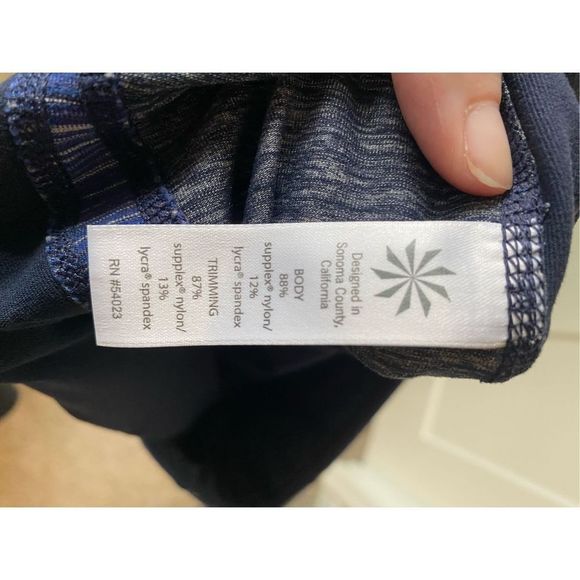 Designed in
Sonoma County,
California
BODY
88%
supplex® nylon/
12%
lycra® spandex
TRIMMING
87%
supplex® nylon/
13%
lycra® spandex
RN #54023